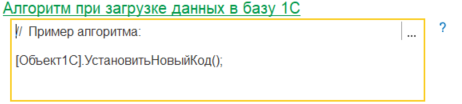 Алгоритм при загрузке данных в базу 1С
// Пример алгоритма:
...
?
[Объект1С].УстановитьНовыйКод();